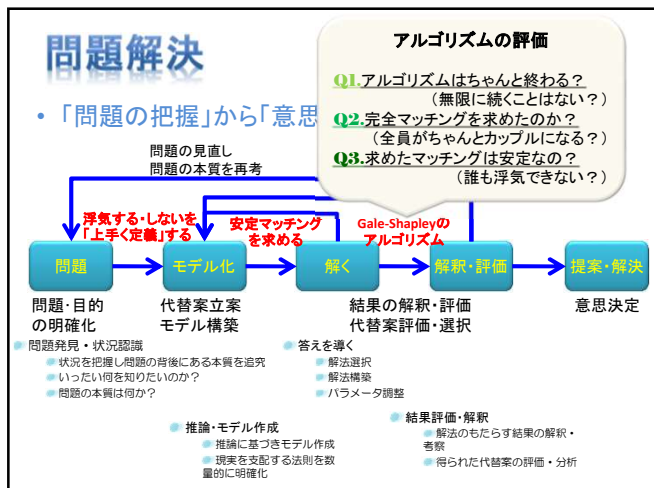 問題解決
アルゴリズムの評価
Q1.アルゴリズムはちゃんと終わる？
（無限に続くことはない？）
Q2.完全マッチングを求めたのか？
（全員がちゃんとカップルになる？）
Q3.求めたマッチングは安定なの？
（誰も浮気できない？）
• 「問題の把握」から「意思
問題の見直し
問題の本質を再考
浮気する・しないを
「上手く定義」する
安定マッチング
を求める
Gale-Shapleyの
アルゴリズム
問題
モデル化
解く
解釈・評価
提案・解決
問題・目的
の明確化
代替案立案
モデル構築
結果の解釈・評価
代替案評価・選択
意思決定
問題発見・状況認識
状況を把握し問題の背後にある本質を追究
いったい何を知りたいのか？
問題の本質は何か？
答えを導く
解法選択
解法構築
パラメータ調整
推論・モデル作成
推論に基づきモデル作成
現実を支配する法則を数
量的に明確化
結果評価・解釈
解法のもたらす結果の解釈・
考察
得られた代替案の評価・分析